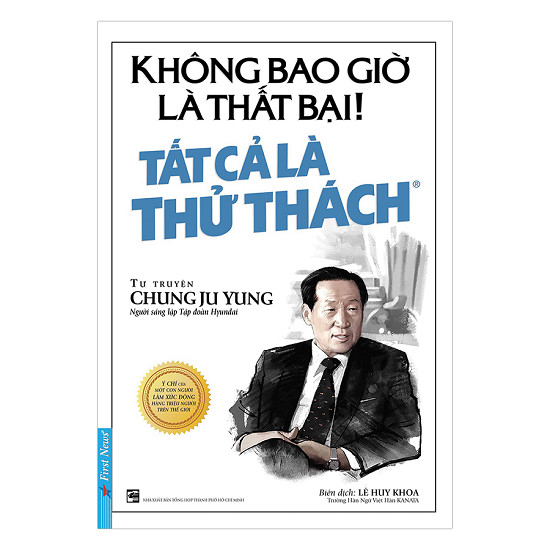 KHÔNG BAO GIỜ
LÀ THẤT BẠI!
TẤT CẢ LÀ
THỬ THÁCH®
TỰ TRUYỆN
CHUNG JU YUNG
Người sáng lập Tập đoàn Hyundai
Ý CHÍ CỦA
MỘT CON NGƯỜI
LÀM XÚC ĐỘNG
HÀNG TRIỆU NGƯỜI
TRÊN THẾ GIỚI
First News®
NHÀ XUẤT BẢN TỔNG HỢP THÀNH PHỐ HỒ CHÍ MINH
Biên dịch: LÊ HUY KHOA
Trường Hàn Ngữ Việt Hàn KANATA